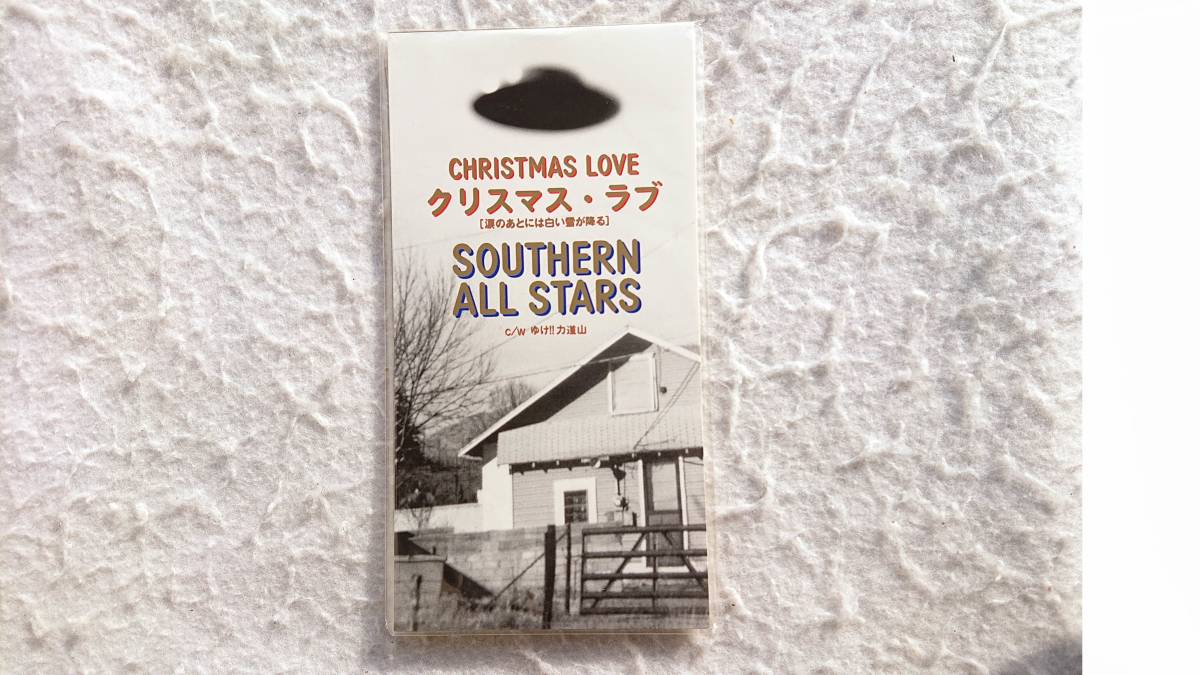 CHRISTMAS LOVE
クリスマス・ラブ
[涙のあとには白い雪が降る]
SOUTHERN
ALL STARS
c/w ゆけ!!力道山